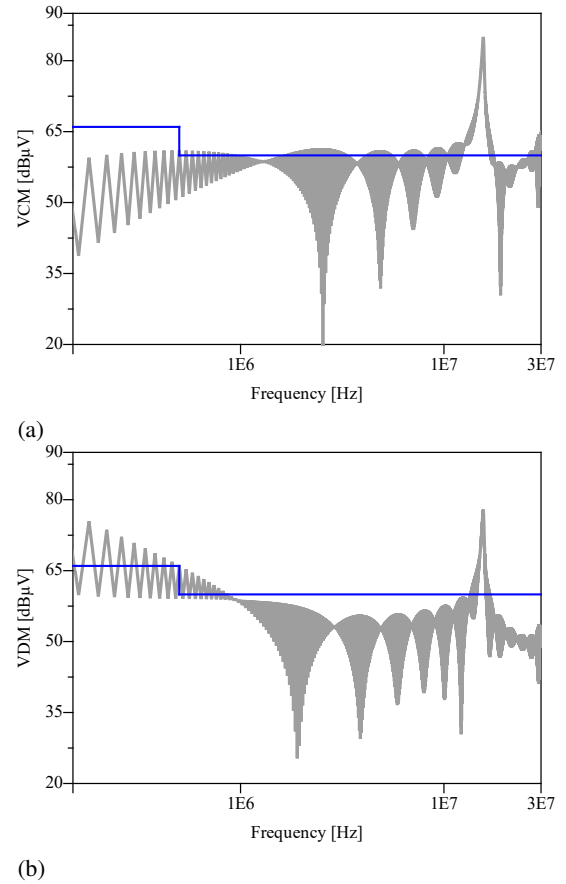 90
80
65
50
35
20
VCM [dBµV]
1E6
1E7
3E7
Frequency [Hz]
(a)
90
80
65
50
35
20
VDM [dBµV]
1E6
1E7
3E7
Frequency [Hz]
(b)